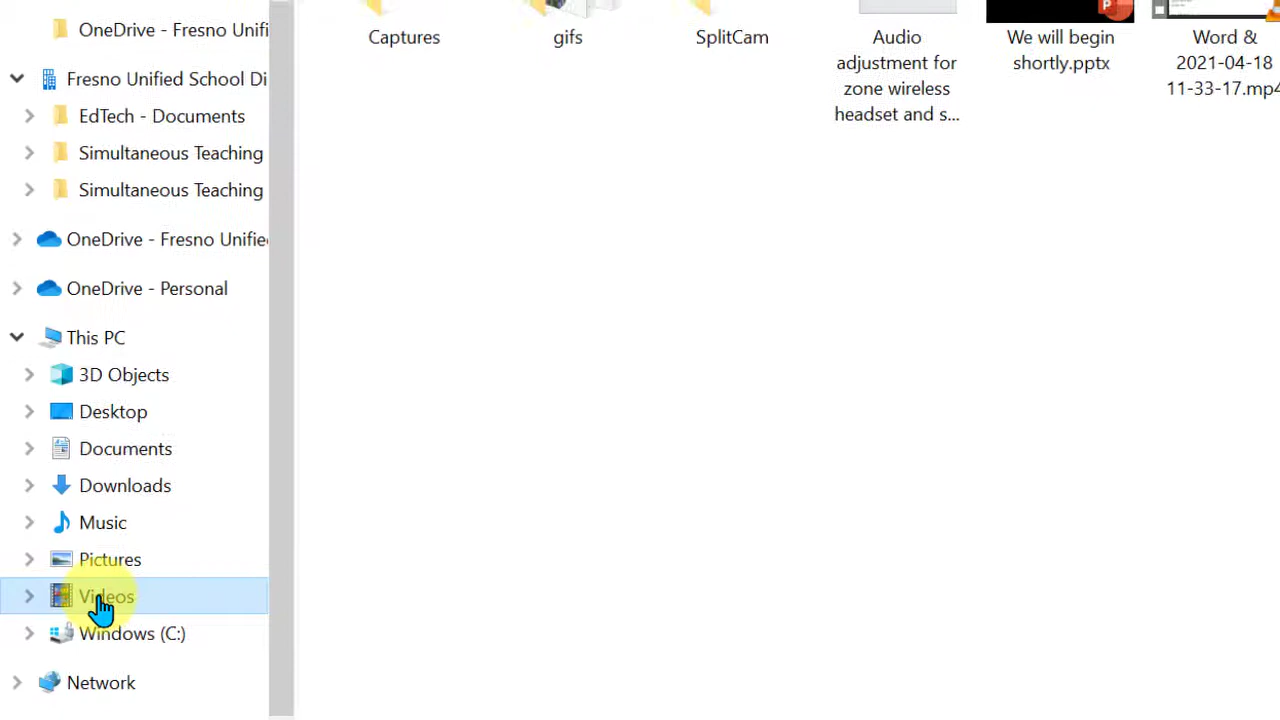 OneDrive - Fresno Unifi
Fresno Unified School Di
EdTech - Documents
Simultaneous Teaching
Simultaneous Teaching
OneDrive - Fresno Unifie
OneDrive - Personal
This PC
3D Objects
Desktop
Documents
Downloads
Music
Pictures
Videos
Windows (C:)
Network
Captures
gifs
SplitCam
Audio
adjustment for
zone wireless
headset and s...
We will begin
shortly.pptx
Word &
2021-04-18
11-33-17.mp4
P